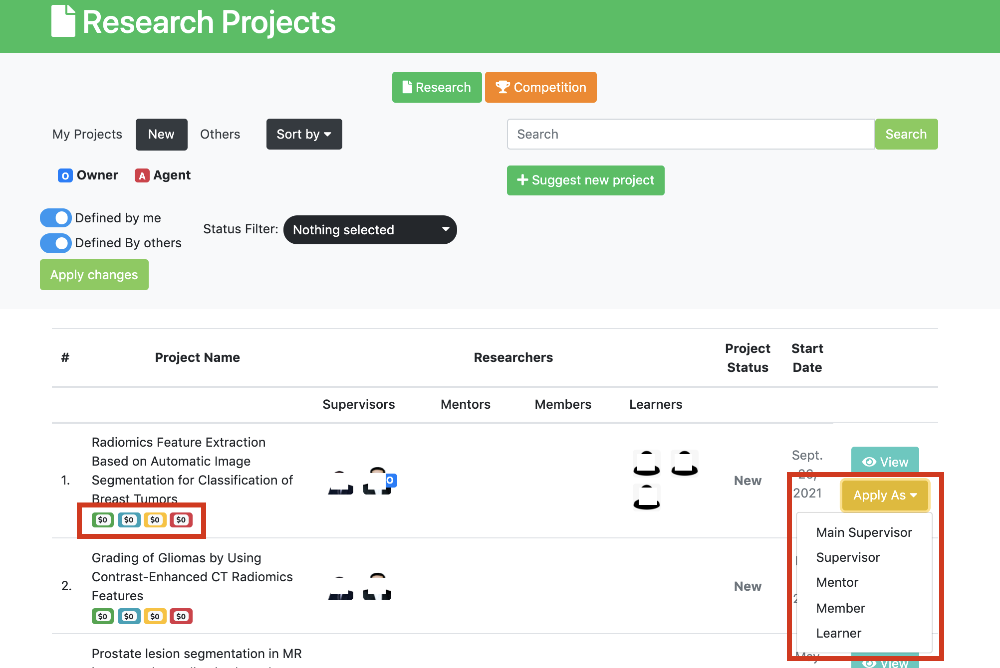 Research Projects
Research
Competition
My Projects
New
Others
Sort by
Search
Search
O Owner
A Agent
+ Suggest new project
Defined by me
Status Filter:
Nothing selected
Defined By others
Apply changes
#
Project Name
Researchers
Project
Status
Start
Date
Supervisors
Mentors
Members
Learners
1.
Radiomics Feature Extraction
Based on Automatic Image
Segmentation for Classification of
Breast Tumors
$0 $0 $0 $0
O
New
Sept.
26,
2021
View
Apply As
Main Supervisor
Supervisor
Mentor
Member
Learner
2.
Grading of Gliomas by Using
Contrast-Enhanced CT Radiomics
Features
$0 $0 $0 $0
New
Prostate lesion segmentation in MR
May
View